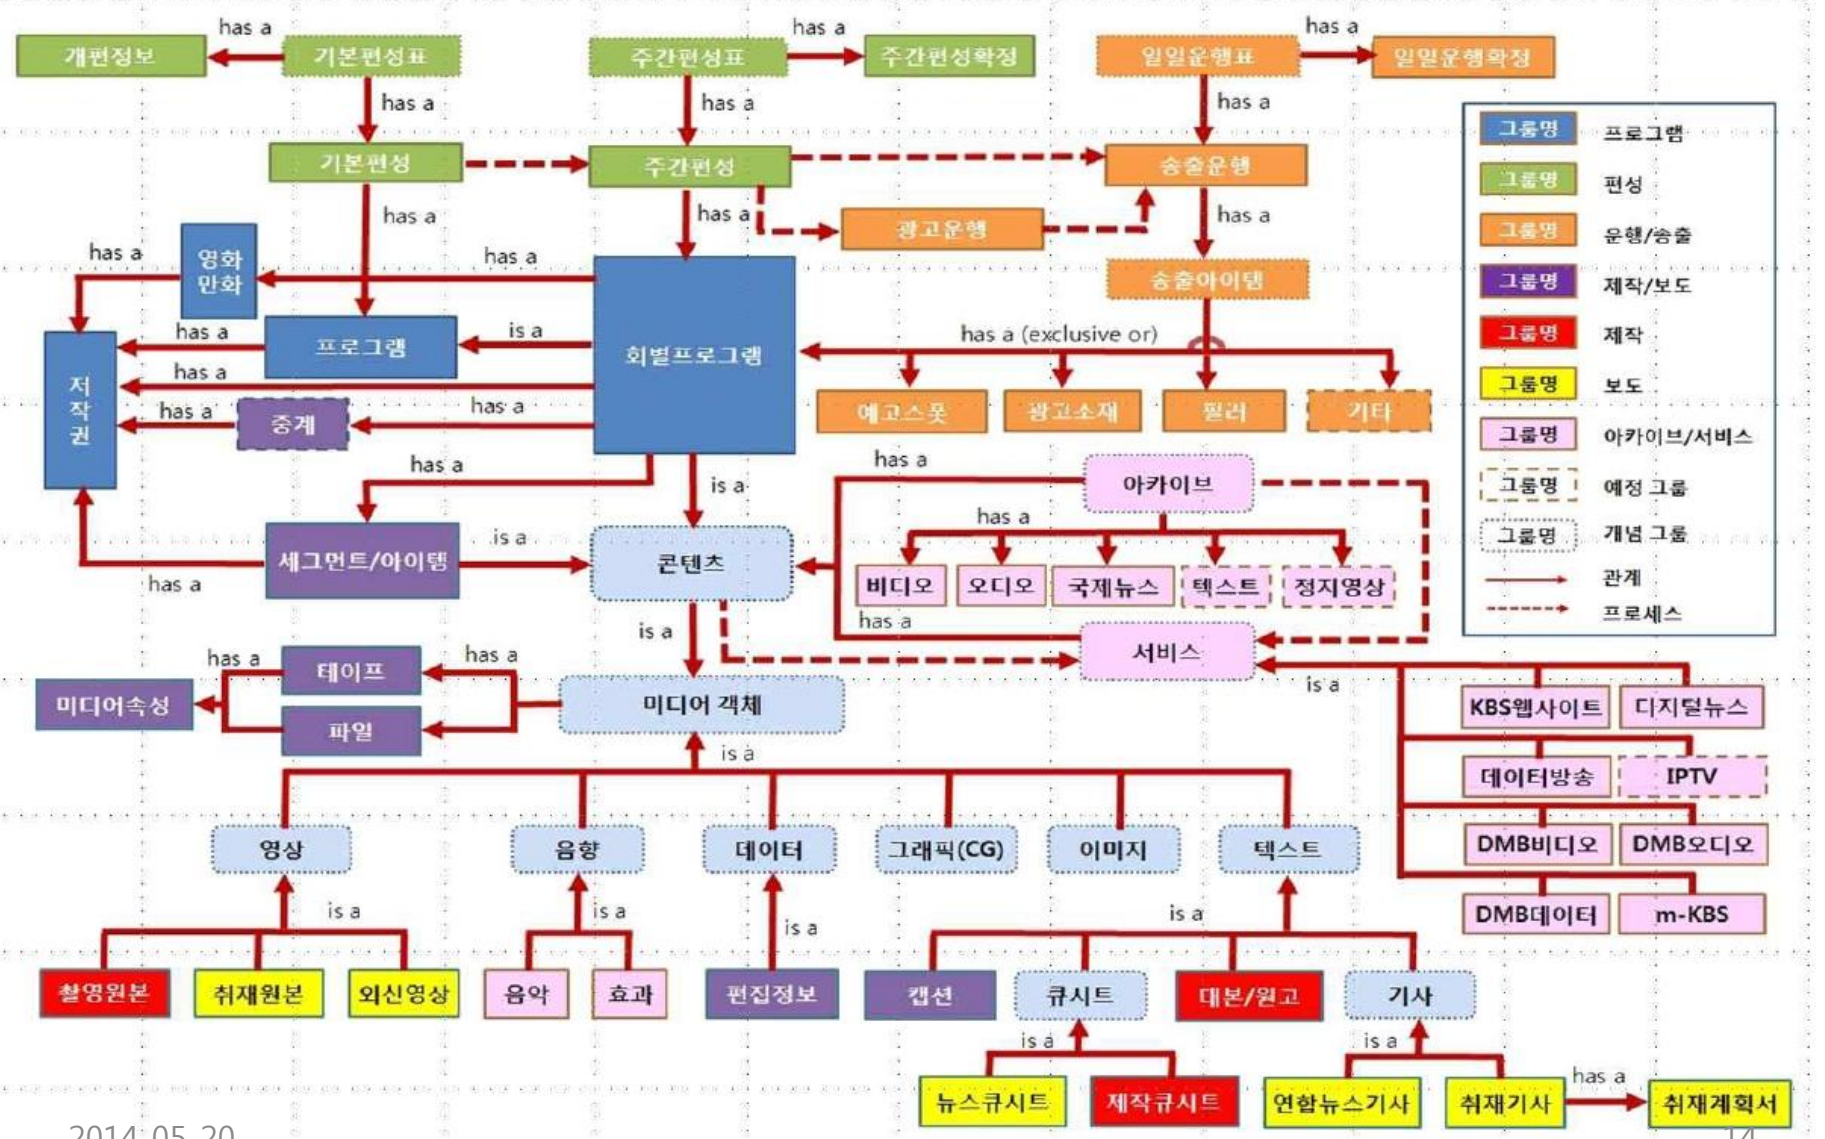 has a
has a
has a
개편정보
기본편성표
주간편성표
주간편성확정
일일운행표
일일운행확정
has a
has a
has a
그룹명 프로그램
기본편성
주간편성
송출운행
그룹명 편성
has a
has a
has a
광고운행
그룹명 운행/송출
has a
영화
만화
has a
송출아이템
그룹명 제작/보도
has a
프로그램
is a
회별프로그램
has a (exclusive or)
그룹명 제작
저
작
권
has a
has a
중계
has a
예고스폿
광고소재
필러
기타
그룹명 보도
has a
is a
has a
아카이브
그룹명 아카이브/서비스
그룹명 예정 그룹
has a
그룹명 개념 그룹
세그먼트/아이템
is a
콘텐츠
비디오
오디오
국제뉴스
텍스트
정지영상
관계
has a
프로세스
is a
has a
서비스
has a
테이프
has a
is a
미디어속성
파일
미디어 객체
KBS웹사이트
디지털뉴스
is a
데이터방송
IPTV
영상
음향
데이터
그래픽(CG)
이미지
텍스트
DMB비디오
DMB오디오
is a
is a
is a
is a
DMB데이터
m-KBS
촬영원본
취재원본
외신영상
음악
효과
편집정보
캡션
큐시트
대본/원고
기사
is a
is a
has a
뉴스큐시트
제작큐시트
연합뉴스기사
취재기사
취재계획서
2014-05-20
14